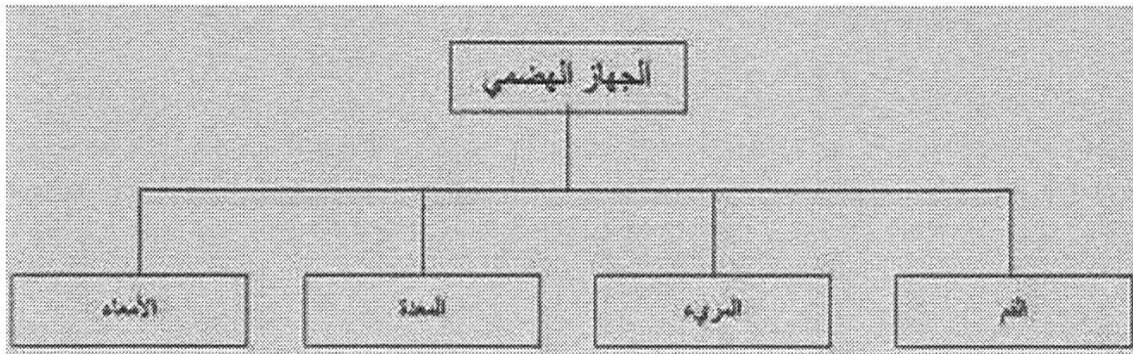 الجهاز الهضمي
الفم
المريء
المعدة
الأمعاء